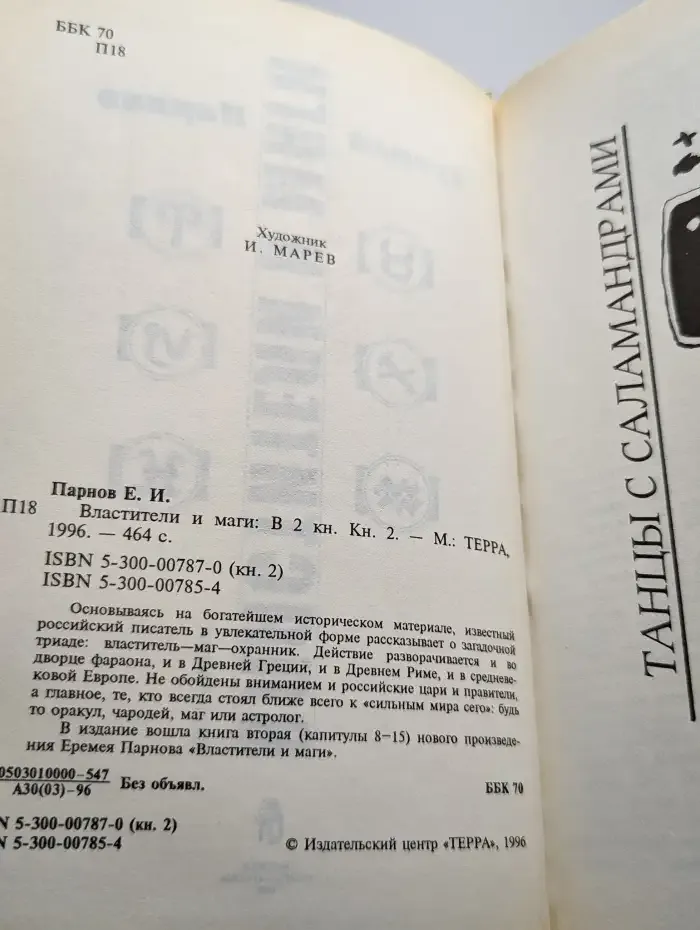 ББК 70
П18
Художник
И. МАРЕВ
Парнов Е. И.
П18 Властители и маги: В 2 кн. Кн. 2. — М.: ТЕРРА,
1996. — 464 с.
ISBN 5-300-00787-0 (кн. 2)
ISBN 5-300-00785-4
Основываясь на богатейшем историческом материале, известный
российский писатель в увлекательной форме рассказывает о загадочной
триаде: властитель—маг—охранник. Действие разворачивается и во
дворце фараона, и в Древней Греции, и в Древнем Риме, и в средневе-
ковой Европе. Не обойдены вниманием и российские цари и правители,
а главное, те, кто всегда стоял ближе всего к «сильным мира сего»: будь
то оракул, чародей, маг или астролог.
В издание вошла книга вторая (капитулы 8–15) нового произведе-
ния Еремея Парнова «Властители и маги».
0503010000–547
А30(03)–96
Без объявл.
ББК 70
N 5-300-00787-0 (кн. 2)
N 5-300-00785-4
© Издательский центр «ТЕРРА», 1996
ТАНЦЫ С САЛАМАНДРАМИ